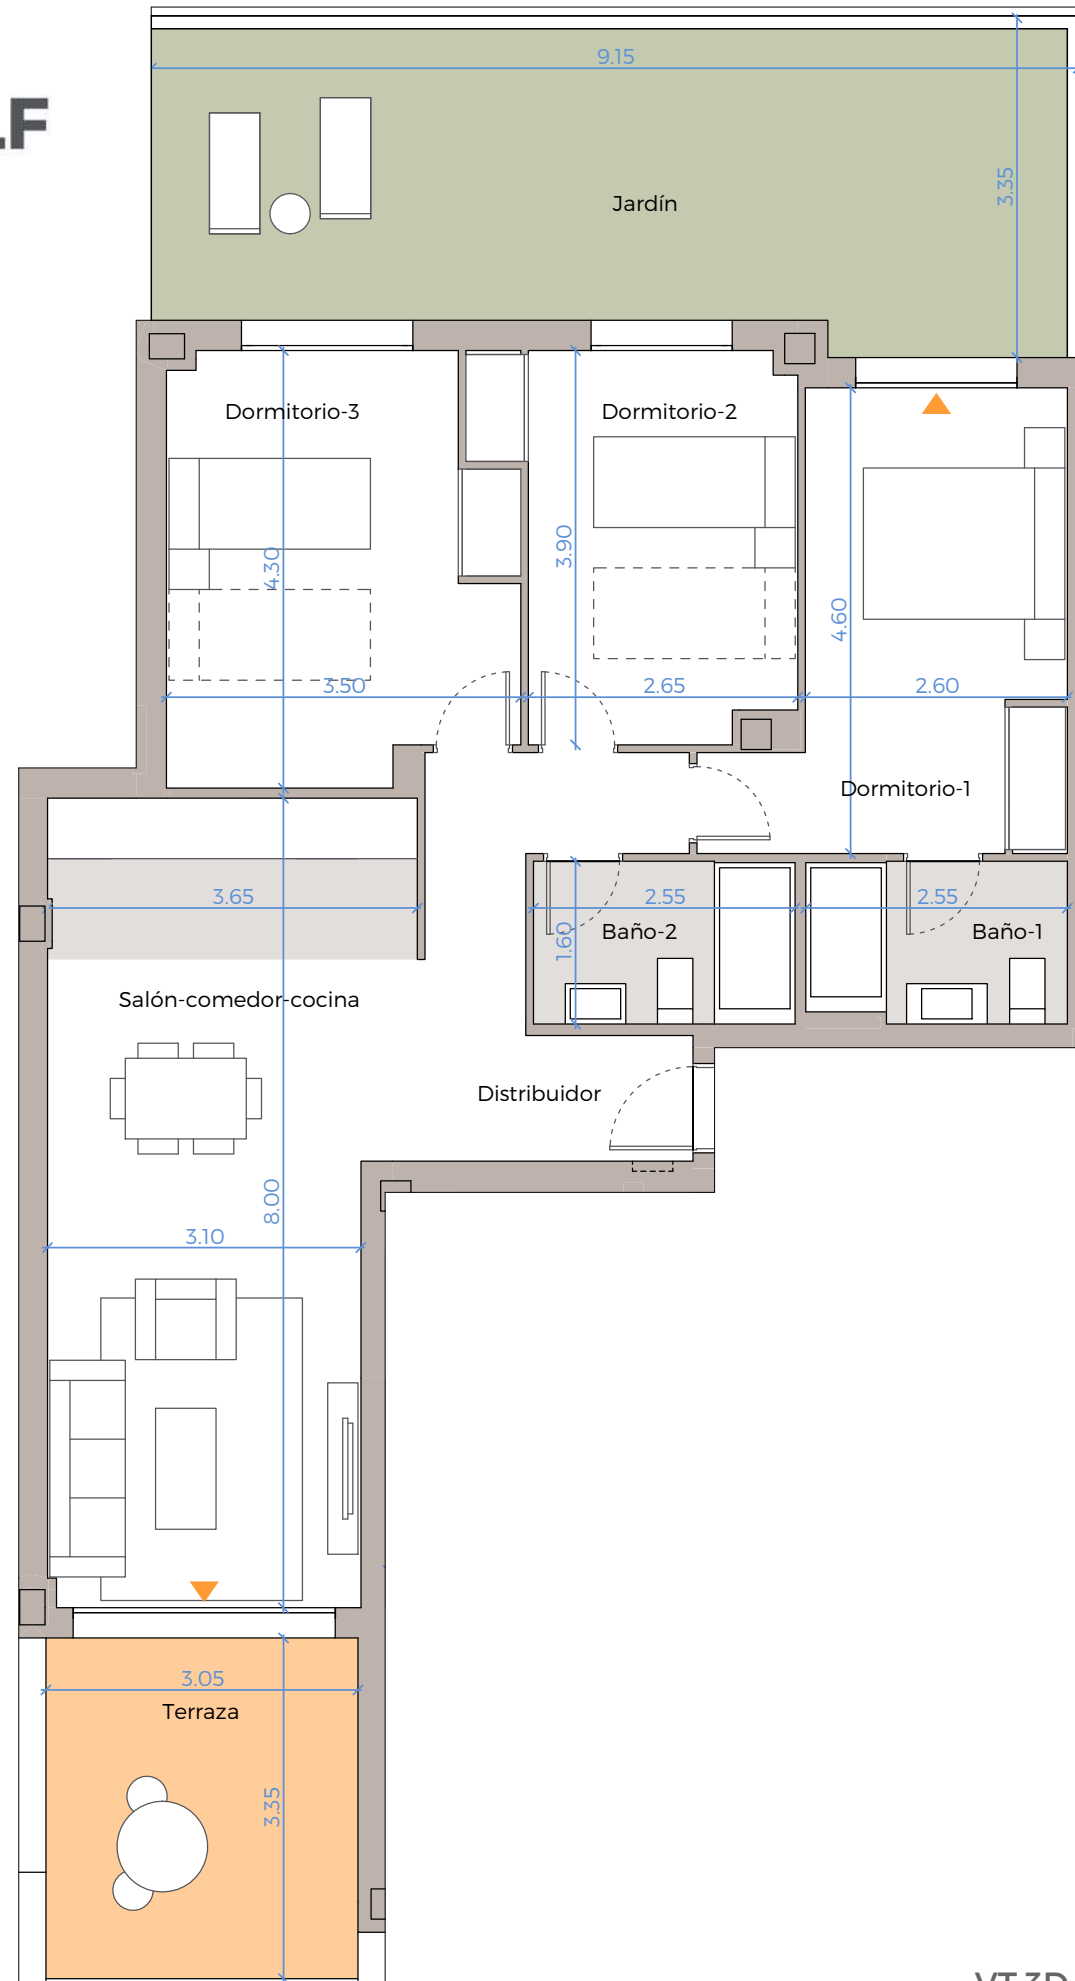 9.15
3.35
Jardín
Dormitorio-3
Dormitorio-2
4.30
3.90
4.60
3.50
2.65
2.60
Dormitorio-1
3.65
2.55
2.55
1.60
Baño-2
Baño-1
Salón-comedor-cocina
Distribuidor
8.00
3.10
3.05
Terraza
3.35